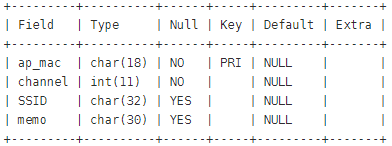 +---------+----------+------+-----+---------+-------+
| Field   | Type     | Null | Key | Default | Extra |
+---------+----------+------+-----+---------+-------+
| ap_mac  | char(18) | NO   | PRI | NULL    |       |
| channel | int(11)  | NO   |     | NULL    |       |
| SSID    | char(32) | YES  |     | NULL    |       |
| memo    | char(30) | YES  |     | NULL    |       |
+---------+----------+------+-----+---------+-------+